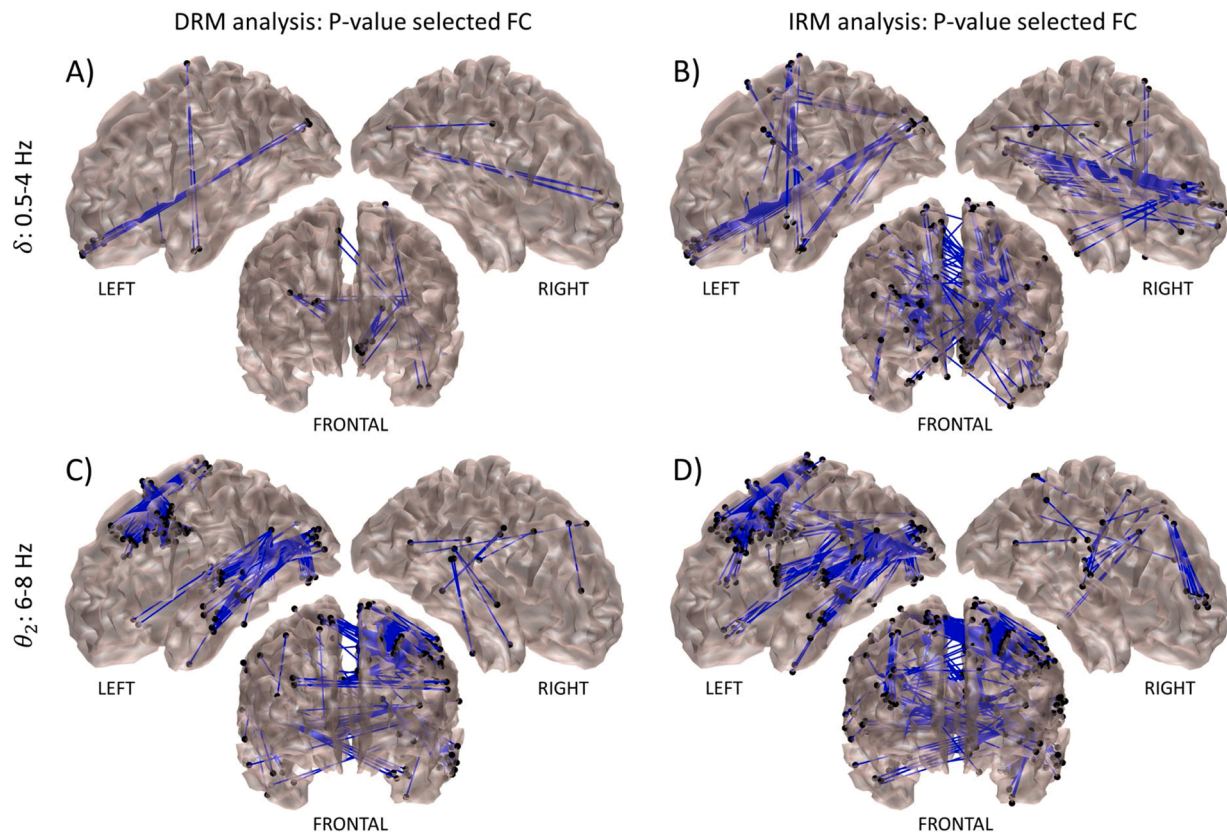 DRM analysis: P-value selected FC
IRM analysis: P-value selected FC
A)
B)
δ: 0.5-4 Hz
LEFT
RIGHT
LEFT
RIGHT
FRONTAL
FRONTAL
C)
D)
θ₂: 6-8 Hz
LEFT
RIGHT
LEFT
RIGHT
FRONTAL
FRONTAL